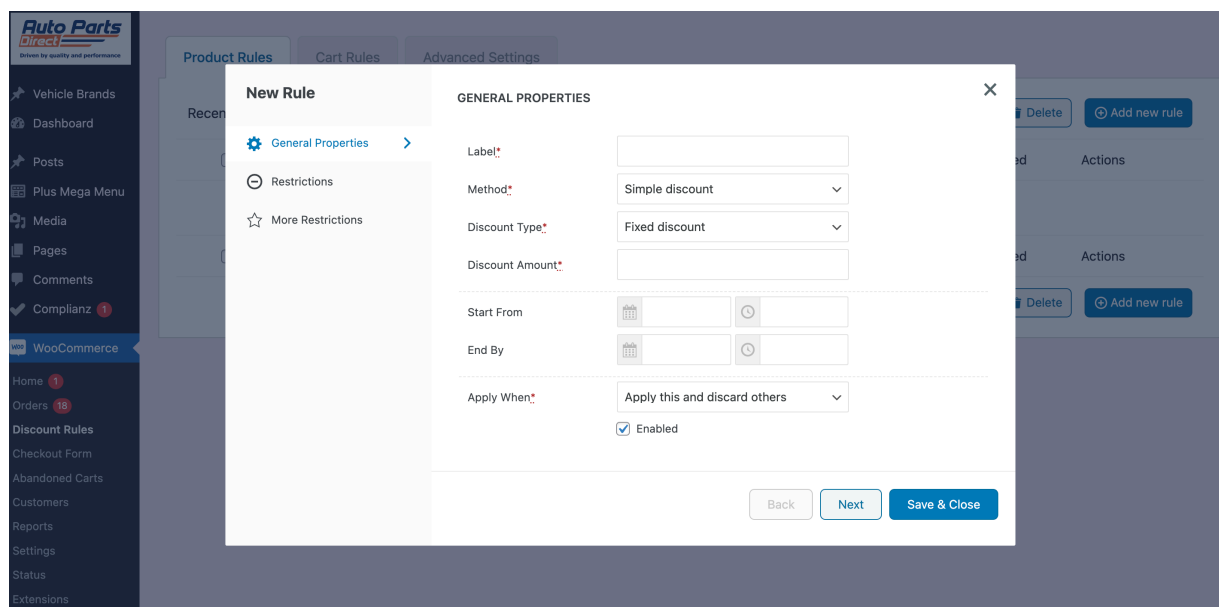 Auto Parts
Direct
Driven by quality and performance
Vehicle Brands
Dashboard
Posts
Plus Mega Menu
Media
Pages
Comments
Complianz 1
WooCommerce
Home 1
Orders 18
Discount Rules
Checkout Form
Abandoned Carts
Customers
Reports
Settings
Status
Extensions
Product Rules
Cart Rules
Advanced Settings
Recen
Delete
Add new rule
ed
Actions
ed
Actions
Delete
Add new rule
New Rule
General Properties
Restrictions
More Restrictions
GENERAL PROPERTIES
Label*
Method* Simple discount
Discount Type* Fixed discount
Discount Amount*
Start From
End By
Apply When* Apply this and discard others
Enabled
Back Next Save & Close